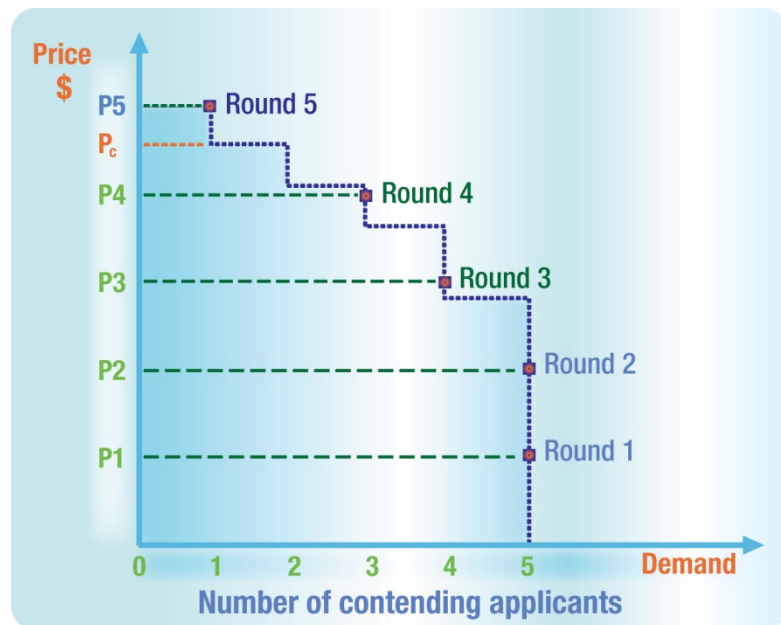 Price
$
P5
Round 5
Pc
P4
Round 4
P3
Round 3
P2
Round 2
P1
Round 1
0 1 2 3 4 5 Demand
Number of contending applicants